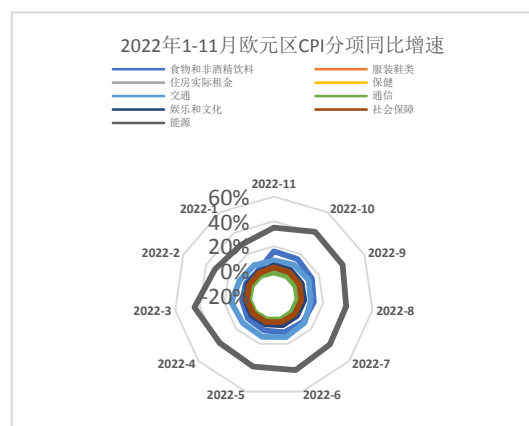 2022年1-11月欧元区CPI分项同比增速
食物和非酒精饮料 服装鞋类
住房实际租金 保健
交通 通信
娱乐和文化 社会保障
能源
2022-11
60%
2022-1 2022-10
40%
2022-2 20% 2022-9
0%
-20%
2022-3 2022-8
2022-4 2022-7
2022-5 2022-6